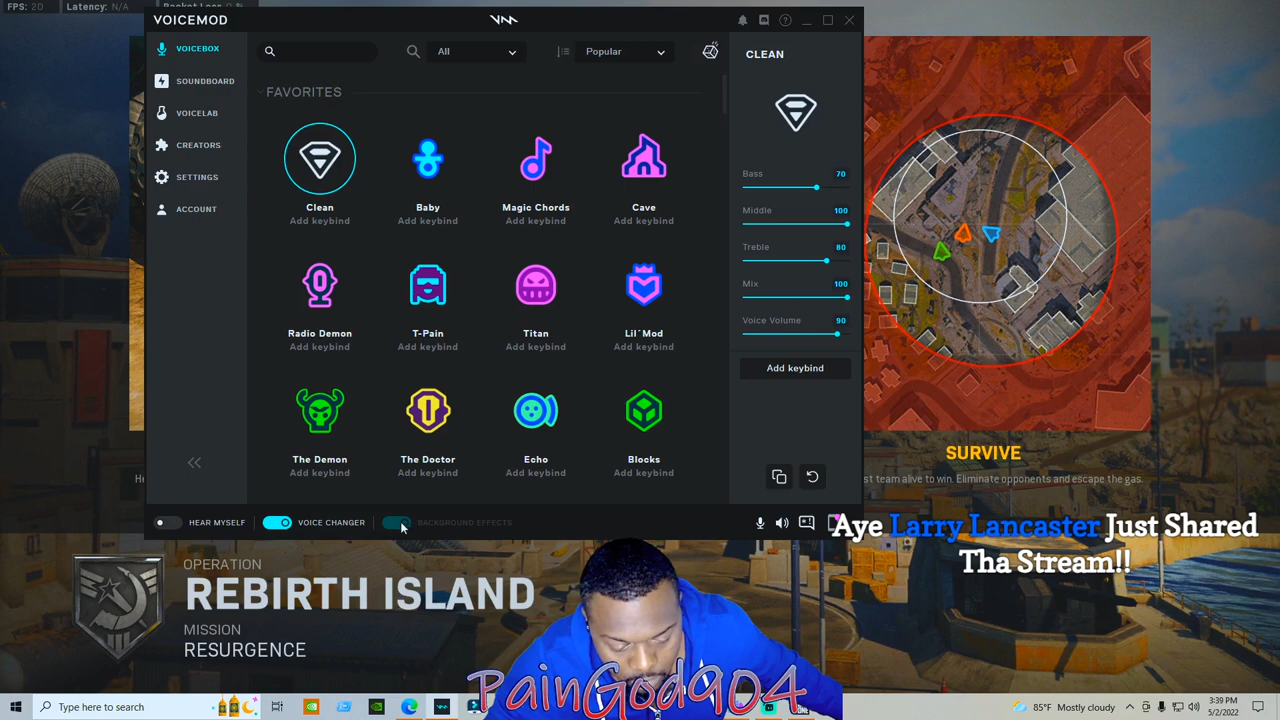 FPS: 20 Latency: N/A Packet Loss: N/A
VOICEMOD
VOICEBOX
SOUNDBOARD
VOICELAB
CREATORS
SETTINGS
ACCOUNT
All
Popular
FAVORITES
Clean
Add keybind
Baby
Add keybind
Magic Chords
Add keybind
Cave
Add keybind
Radio Demon
Add keybind
T-Pain
Add keybind
Titan
Add keybind
Lil´Mod
Add keybind
The Demon
Add keybind
The Doctor
Add keybind
Echo
Add keybind
Blocks
Add keybind
CLEAN
Bass 70
Middle 100
Treble 80
Mix 100
Voice Volume 90
Add keybind
HEAR MYSELF
VOICE CHANGER
BACKGROUND EFFECTS
SURVIVE
st team alive to win. Eliminate opponents and escape the gas.
Aye Larry Lancaster Just Shared
Tha Stream!!
OPERATION
REBIRTH ISLAND
MISSION
RESURGENCE
PainGod904
Type here to search
85°F Mostly cloudy
3:39 PM
5/2/2022